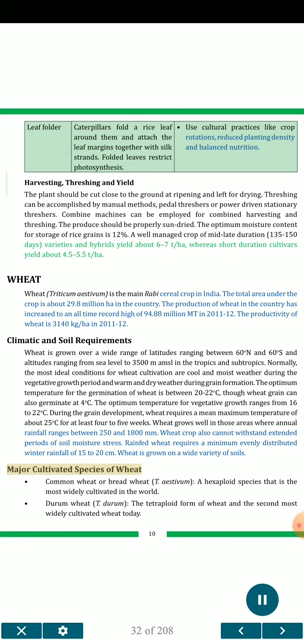 Leaf folder
Caterpillars fold a rice leaf
around them and attach the
leaf margins together with silk
strands. Folded leaves restrict
photosynthesis.
• Use cultural practices like crop
rotations, reduced planting density
and balanced nutrition.
Harvesting, Threshing and Yield
The plant should be cut close to the ground at ripening and left for drying. Threshing
can be accomplished by manual methods, pedal threshers or power driven stationary
threshers. Combine machines can be employed for combined harvesting and
threshing. The produce should be properly sun-dried. The optimum moisture content
for storage of rice grains is 12%. A well managed crop of mid-late duration (135-150
days) varieties and hybrids yield about 6–7 t/ha, whereas short duration cultivars
yield about 4.5–5.5 t/ha.
WHEAT
Wheat (Triticum aestivum) is the main Rabi cereal crop in India. The total area under the
crop is about 29.8 million ha in the country. The production of wheat in the country has
increased to an all time record high of 94.88 million MT in 2011-12. The productivity of
wheat is 3140 kg/ha in 2011-12.
Climatic and Soil Requirements
Wheat is grown over a wide range of latitudes ranging between 60°N and 60°S and
altitudes ranging from sea level to 3500 m amsl in the tropics and subtropics. Normally,
the most ideal conditions for wheat cultivation are cool and moist weather during the
vegetative growth period and warm and dry weather during grain formation. The optimum
temperature for the germination of wheat is between 20-22°C, though wheat grain can
also germinate at 4°C. The optimum temperature for vegetative growth ranges from 16
to 22°C. During the grain development, wheat requires a mean maximum temperature of
about 25°C for at least four to five weeks. Wheat grows well in those areas where annual
rainfall ranges between 250 and 1800 mm. Wheat crop also cannot withstand extended
periods of soil moisture stress. Rainfed wheat requires a minimum evenly distributed
winter rainfall of 15 to 20 cm. Wheat is grown on a wide variety of soils.
Major Cultivated Species of Wheat
• Common wheat or bread wheat (T. aestivum): A hexaploid species that is the
most widely cultivated in the world.
• Durum wheat (T. durum): The tetraploid form of wheat and the second most
widely cultivated wheat today.
10
32 of 208